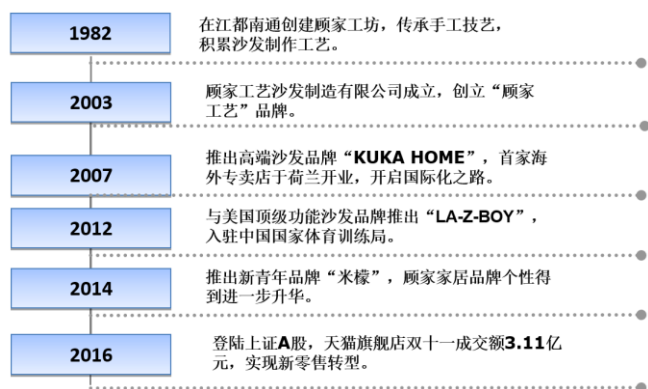 1982
在江都南通创建顾家工坊，传承手工技艺，
积累沙发制作工艺。
2003
顾家工艺沙发制造有限公司成立，创立“顾家
工艺”品牌。
2007
推出高端沙发品牌“KUKA HOME”，首家海
外专卖店于荷兰开业，开启国际化之路。
2012
与美国顶级功能沙发品牌推出“LA-Z-BOY”，
入驻中国国家体育训练局。
2014
推出新青年品牌“米檬”，顾家家居品牌个性得
到进一步升华。
2016
登陆上证A股，天猫旗舰店双十一成交额3.11亿
元，实现新零售转型。